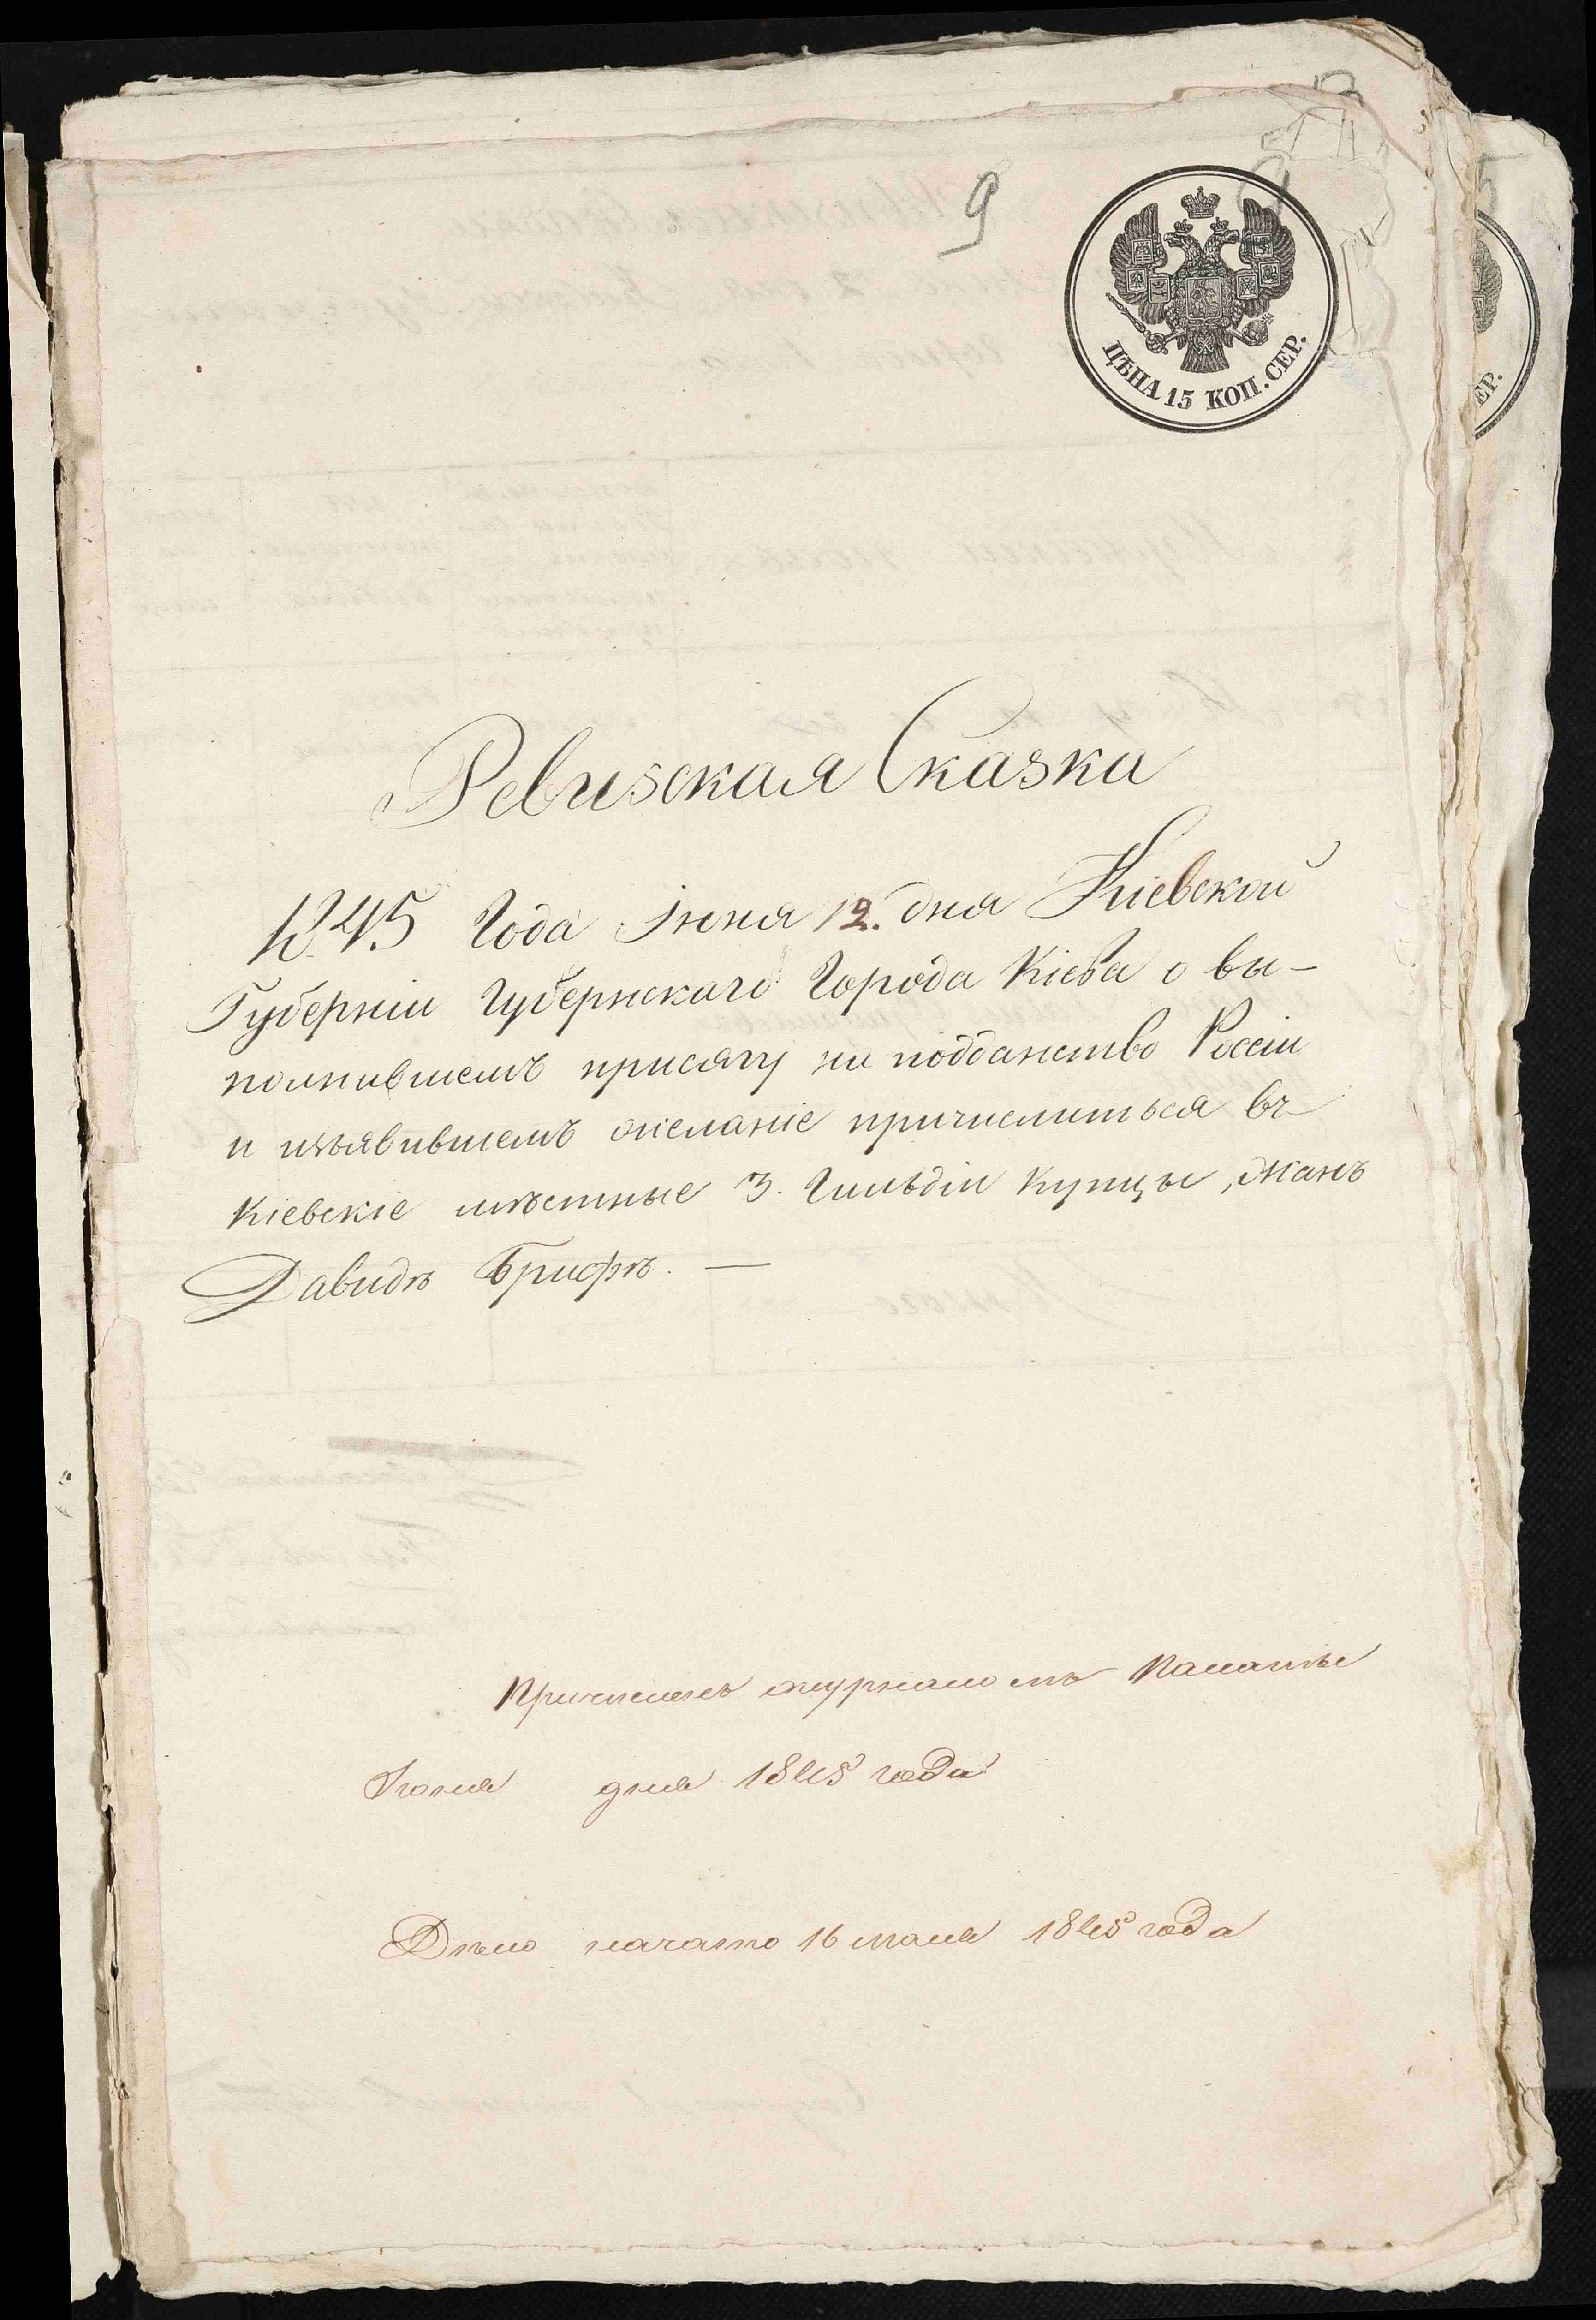 9
ЦѢНА 15 КОП. СЕР.
ЕР.
Ревизская Сказка
1845 Года Іюня 12. дня Кіевской
Губерніи Губернскаго Города Кіева о вы-
полнившемъ присягу на подданство Россіи
и изъявившемъ желаніе причислиться въ
Кіевскіе мѣстные 3. Гильдіи Купцы, Жанъ
Давидъ Брифъ. —
Причисленъ журналомъ Палаты
Іюня дня 1845 года
Дѣло начато 16 мая 1845 года